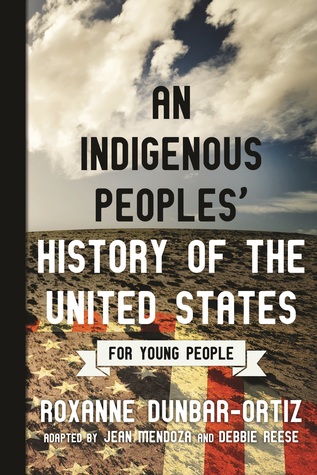 AN
INDIGENOUS
PEOPLES'
HISTORY OF THE
UNITED STATES
FOR YOUNG PEOPLE
ROXANNE DUNBAR-ORTIZ
ADAPTED BY JEAN MENDOZA AND DEBBIE REESE